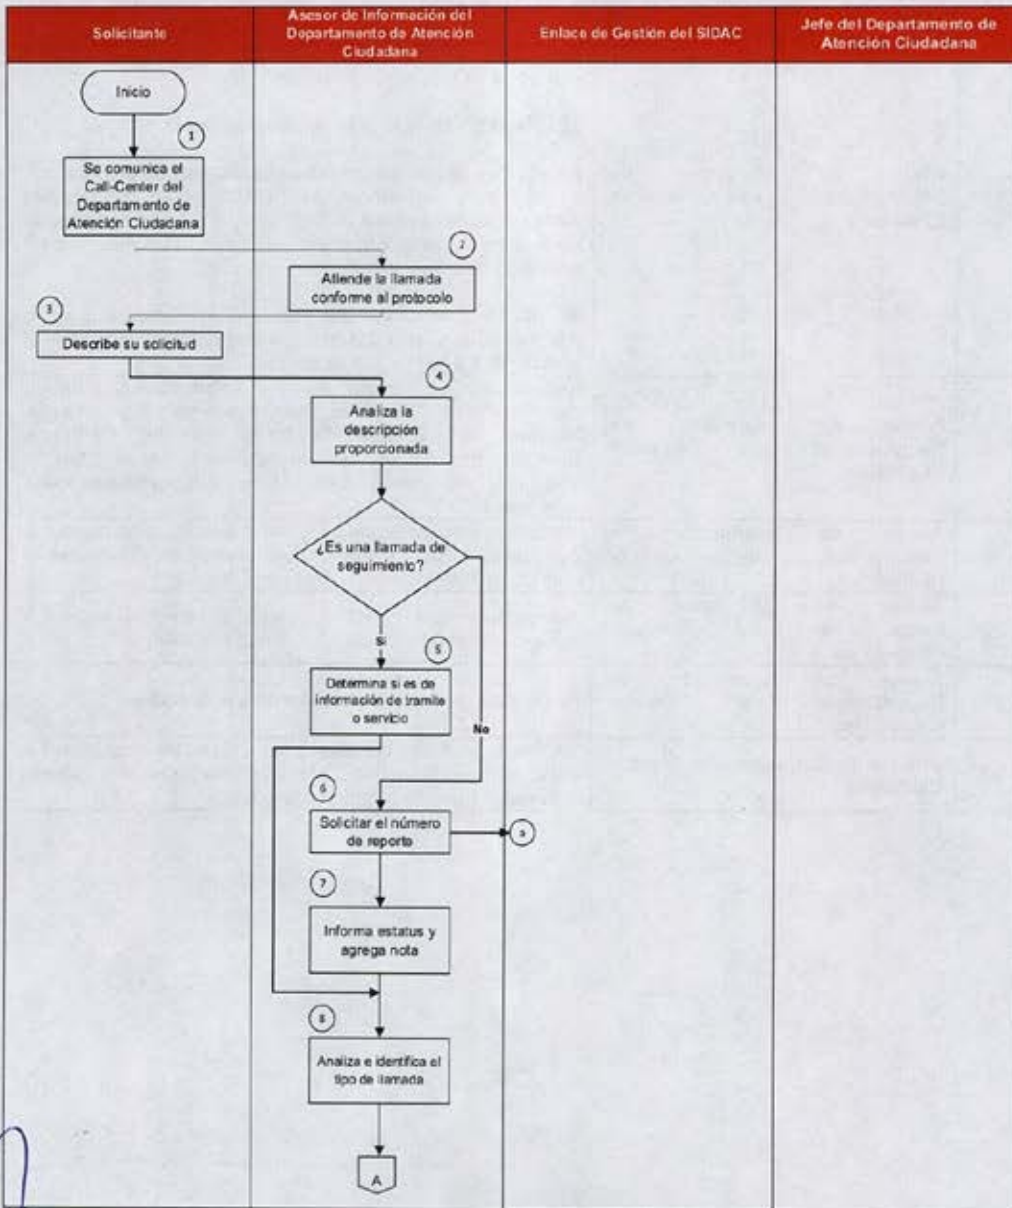 Solicitante
Asesor de Información del
Departamento de Atención
Ciudadana
Enlace de Gestión del SIDAC
Jefe del Departamento de
Atención Ciudadana
Inicio
1
Se comunica el
Call-Center del
Departamento de
Atención Ciudadana
2
Atiende la llamada
conforme al protocolo
3
Describe su solicitud
4
Analiza la
descripción
proporcionada
¿Es una llamada de
seguimiento?
Si
5
Determina si es de
información de tramite
o servicio
No
6
Solicitar el número
de reporte
a
7
Informa estatus y
agrega nota
8
Analiza e identifica el
tipo de llamada
A